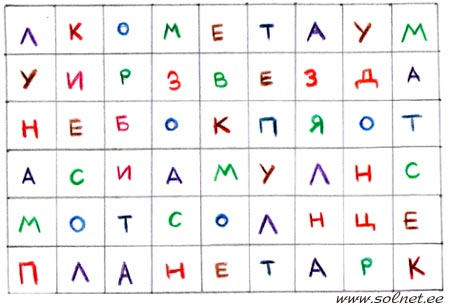 Л К О М Е Т А У М
У И Р З В Е З Д А
Н Е Б О К П Я О Т
А С И А М У Л Н С
М О Т С О Л Н Ц Е
П Л А Н Е Т А Р К
www.solnet.ee